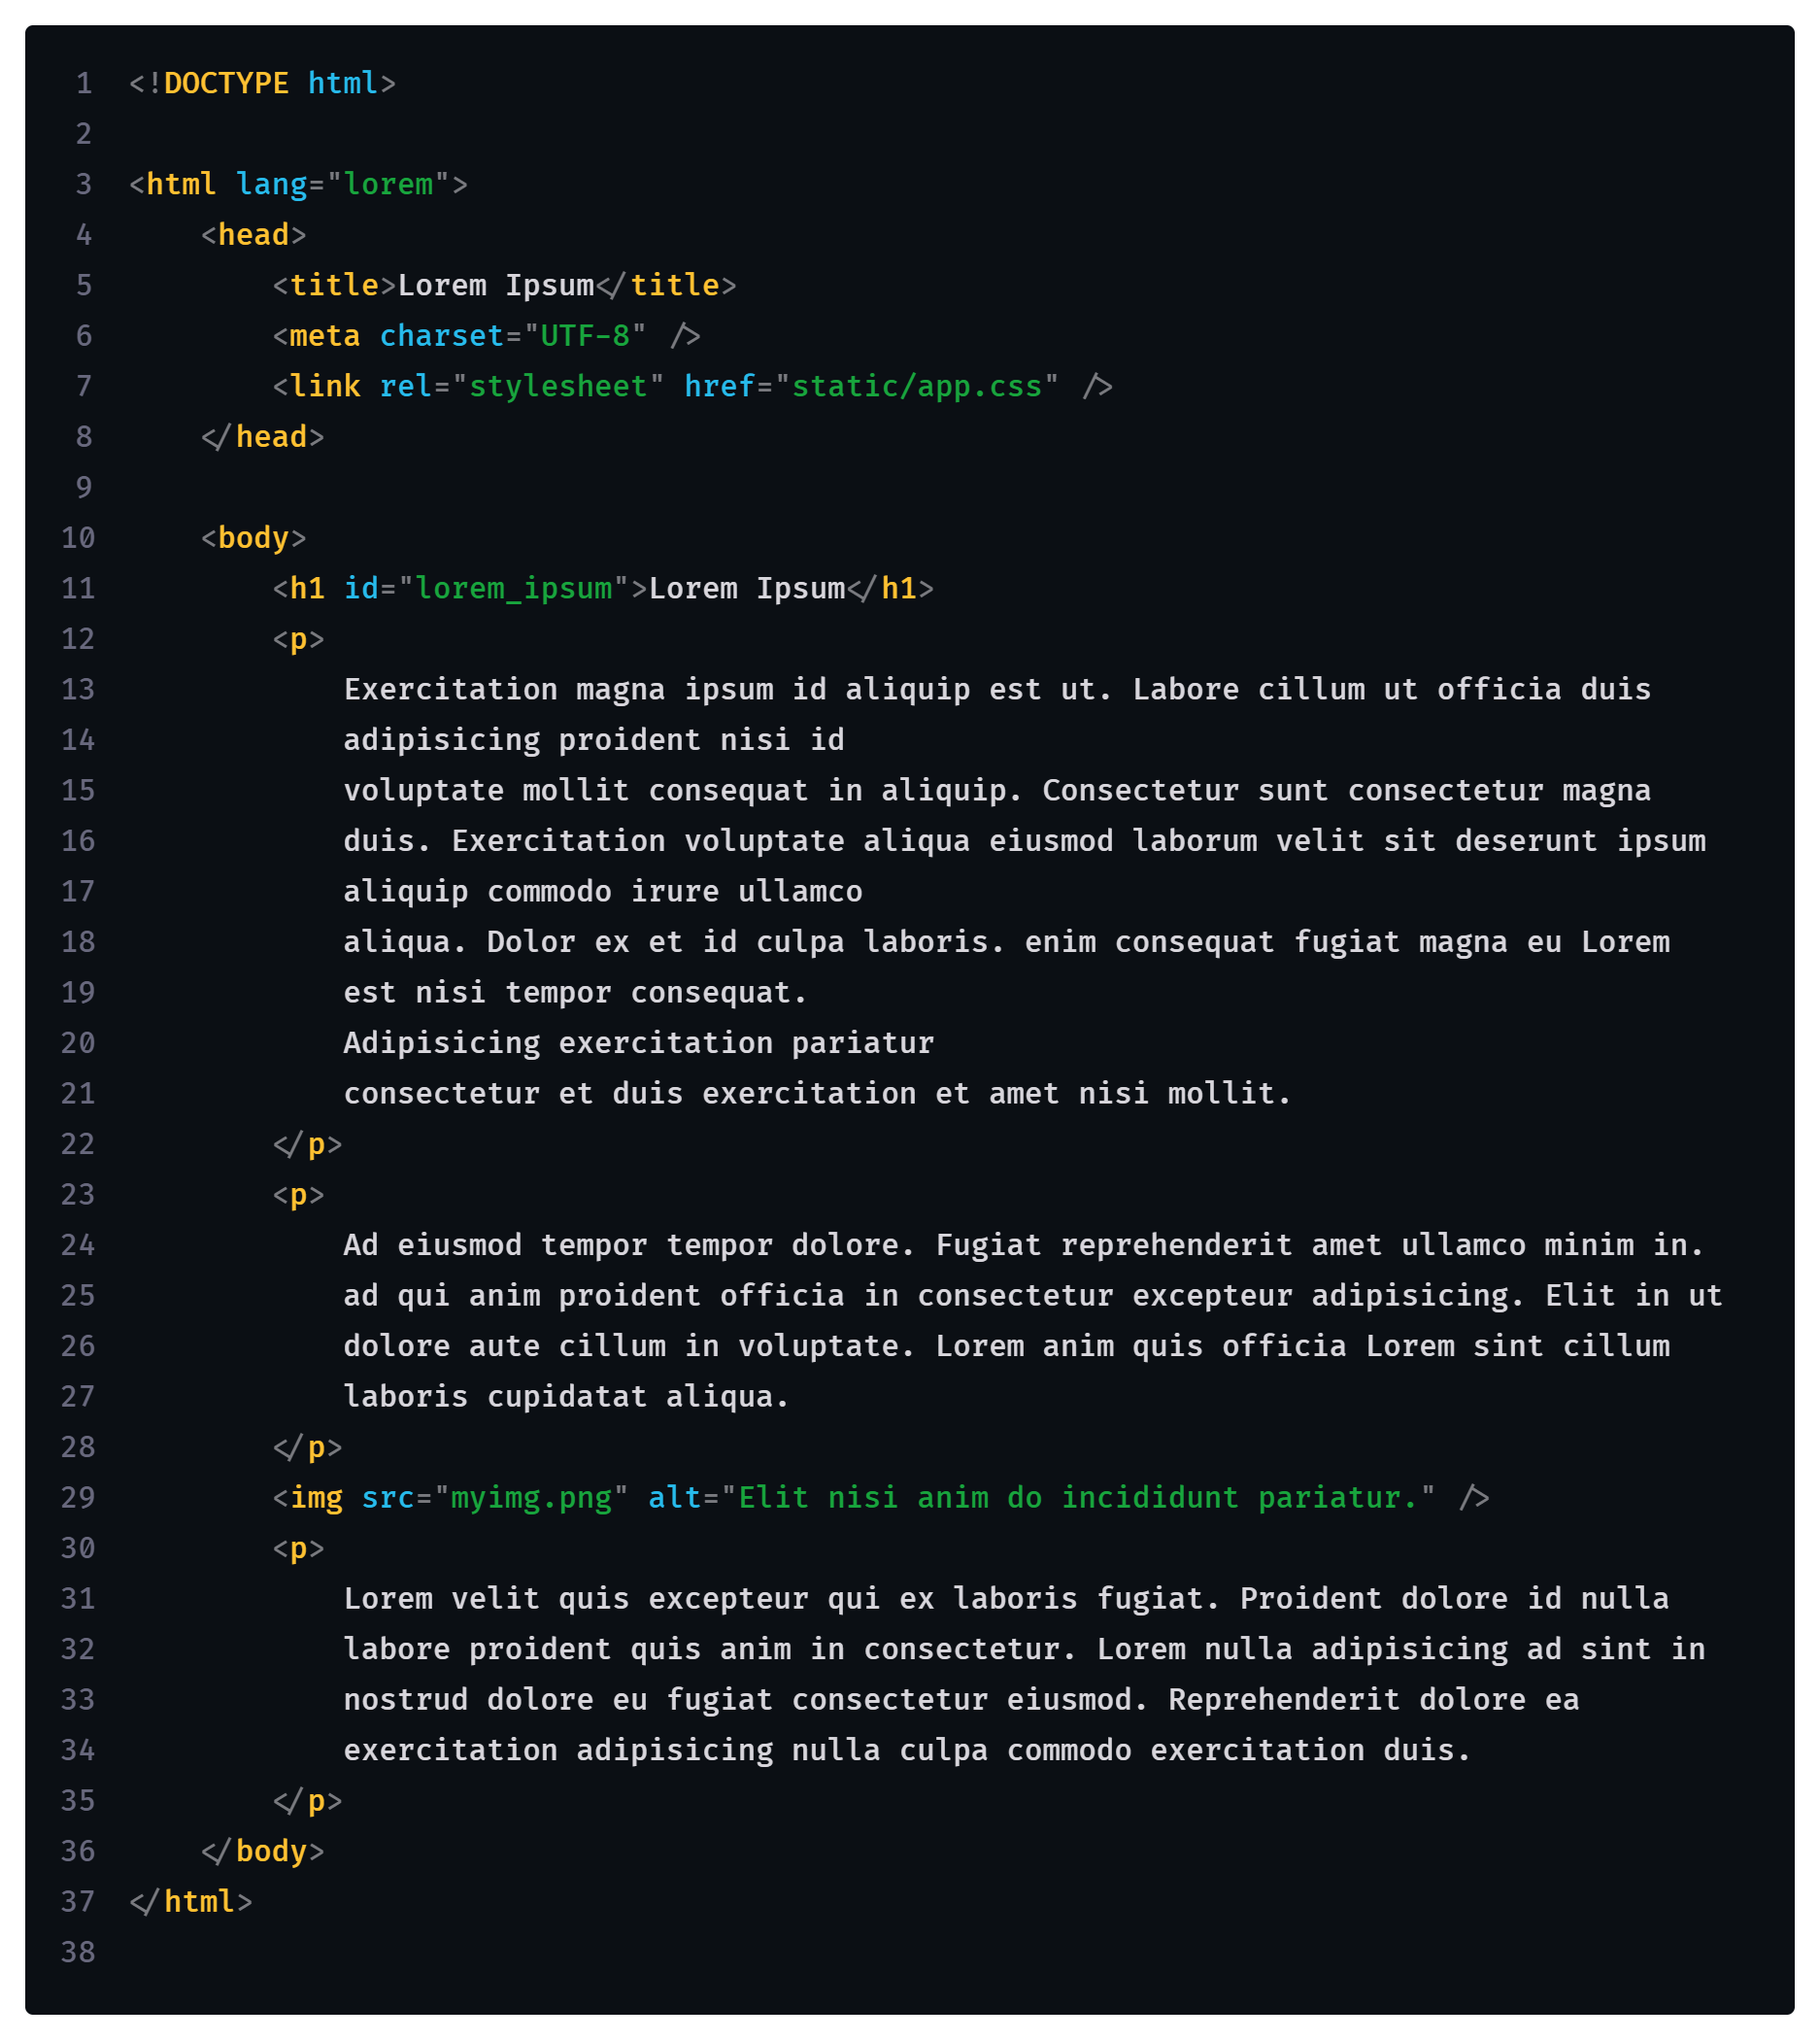 1 <!DOCTYPE html>
2
3 <html lang="lorem">
4     <head>
5         <title>Lorem Ipsum</title>
6         <meta charset="UTF-8" />
7         <link rel="stylesheet" href="static/app.css" />
8     </head>
9
10     <body>
11         <h1 id="lorem_ipsum">Lorem Ipsum</h1>
12         <p>
13             Exercitation magna ipsum id aliquip est ut. Labore cillum ut officia duis
14             adipisicing proident nisi id
15             voluptate mollit consequat in aliquip. Consectetur sunt consectetur magna
16             duis. Exercitation voluptate aliqua eiusmod laborum velit sit deserunt ipsum
17             aliquip commodo irure ullamco
18             aliqua. Dolor ex et id culpa laboris. enim consequat fugiat magna eu Lorem
19             est nisi tempor consequat.
20             Adipisicing exercitation pariatur
21             consectetur et duis exercitation et amet nisi mollit.
22         </p>
23         <p>
24             Ad eiusmod tempor tempor dolore. Fugiat reprehenderit amet ullamco minim in.
25             ad qui anim proident officia in consectetur excepteur adipisicing. Elit in ut
26             dolore aute cillum in voluptate. Lorem anim quis officia Lorem sint cillum
27             laboris cupidatat aliqua.
28         </p>
29         <img src="myimg.png" alt="Elit nisi anim do incididunt pariatur." />
30         <p>
31             Lorem velit quis excepteur qui ex laboris fugiat. Proident dolore id nulla
32             labore proident quis anim in consectetur. Lorem nulla adipisicing ad sint in
33             nostrud dolore eu fugiat consectetur eiusmod. Reprehenderit dolore ea
34             exercitation adipisicing nulla culpa commodo exercitation duis.
35         </p>
36     </body>
37 </html>
38